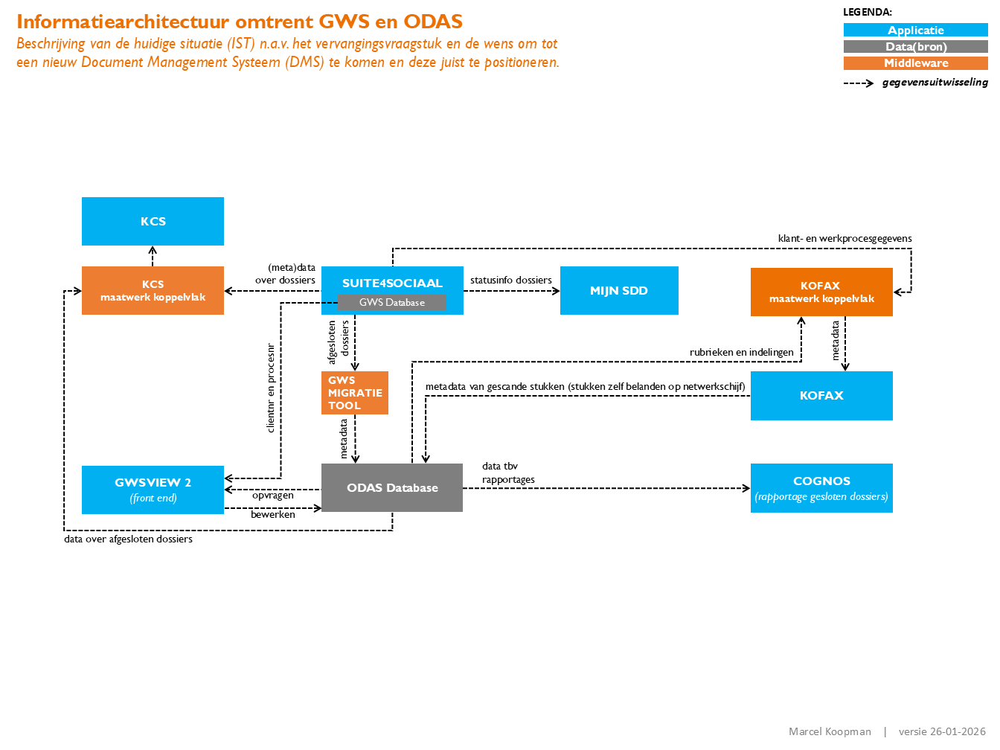 Informatiearchitectuur omtrent GWS en ODAS
Beschrijving van de huidige situatie (IST) n.a.v. het vervangingsvraagstuk en de wens om tot
een nieuw Document Management Systeem (DMS) te komen en deze juist te positioneren.
LEGENDA:
Applicatie
Data(bron)
Middleware
gegevensuitwisseling
KCS
klant- en werkprocesgegevens
KCS
maatwerk koppelvlak
(meta)data
over dossiers
SUITE4SOCIAAL
GWS Database
statusinfo dossiers
MIJN SDD
KOFAX
maatwerk koppelvlak
afgesloten
dossiers
metadata
clientnr en procesnr
rubrieken en indelingen
GWS
MIGRATIE
TOOL
metadata van gescande stukken (stukken zelf belanden op netwerkschijf)
KOFAX
metadata
GWSVIEW 2
(front end)
opvragen
bewerken
ODAS Database
data tbv
rapportages
COGNOS
(rapportage gesloten dossiers)
data over afgesloten dossiers
Marcel Koopman | versie 26-01-2026